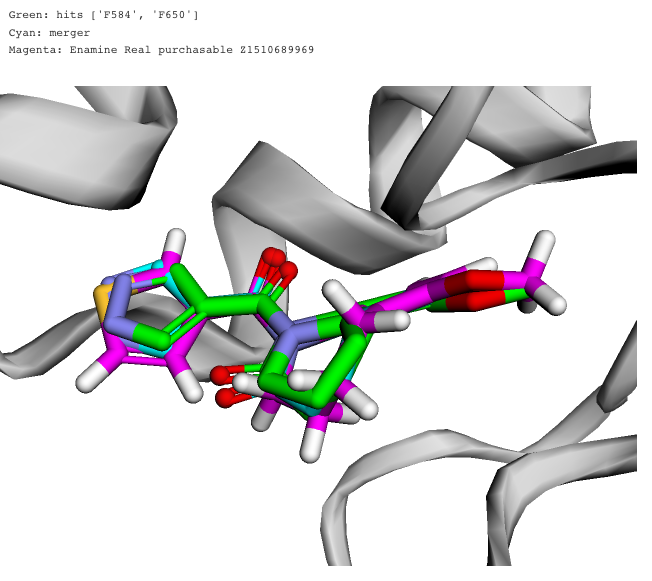 Green: hits ['F584', 'F650']
Cyan: merger
Magenta: Enamine Real purchasable Z1510689969